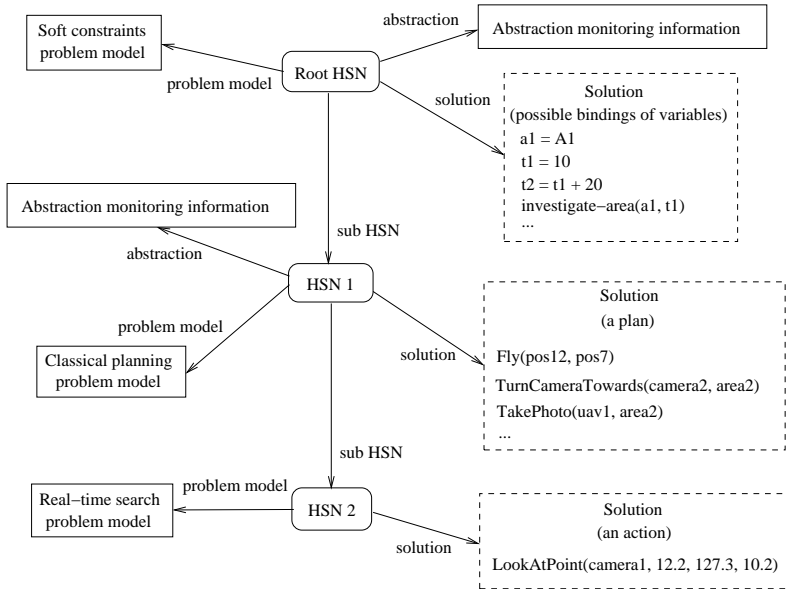 Soft constraints
problem model
abstraction
Abstraction monitoring information
problem model
Root HSN
solution
Solution
(possible bindings of variables)
a1 = A1
t1 = 10
t2 = t1 + 20
investigate−area(a1, t1)
...
Abstraction monitoring information
sub HSN
abstraction
HSN 1
problem model
Classical planning
problem model
solution
Solution
(a plan)
Fly(pos12, pos7)
TurnCameraTowards(camera2, area2)
TakePhoto(uav1, area2)
...
sub HSN
Real−time search
problem model
problem model
HSN 2
solution
Solution
(an action)
LookAtPoint(camera1, 12.2, 127.3, 10.2)